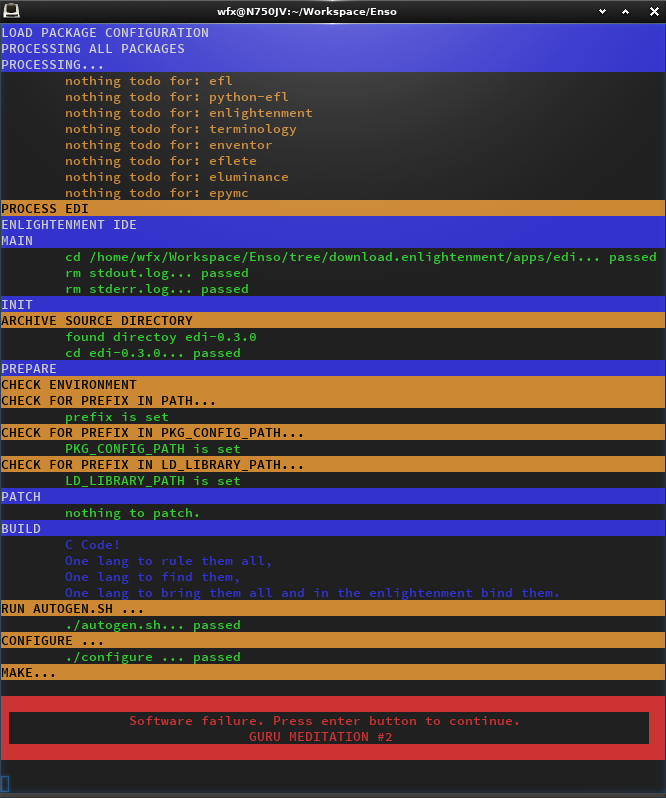 wfx@N750JV:~/Workspace/Enso
LOAD PACKAGE CONFIGURATION
PROCESSING ALL PACKAGES
PROCESSING...
nothing todo for: efl
nothing todo for: python-efl
nothing todo for: enlightenment
nothing todo for: terminology
nothing todo for: enventor
nothing todo for: eflete
nothing todo for: eluminance
nothing todo for: epymc
PROCESS EDI
ENLIGHTENMENT IDE
MAIN
cd /home/wfx/Workspace/Enso/tree/download.enlightenment/apps/edi... passed
rm stdout.log... passed
rm stderr.log... passed
INIT
ARCHIVE SOURCE DIRECTORY
found directoy edi-0.3.0
cd edi-0.3.0... passed
PREPARE
CHECK ENVIRONMENT
CHECK FOR PREFIX IN PATH...
prefix is set
CHECK FOR PREFIX IN PKG_CONFIG_PATH...
PKG_CONFIG_PATH is set
CHECK FOR PREFIX IN LD_LIBRARY_PATH...
LD_LIBRARY_PATH is set
PATCH
nothing to patch.
BUILD
C Code!
One lang to rule them all,
One lang to find them,
One lang to bring them all and in the enlightenment bind them.
RUN AUTOGEN.SH ...
./autogen.sh... passed
CONFIGURE ...
./configure ... passed
MAKE...
Software failure. Press enter button to continue.
GURU MEDITATION #2